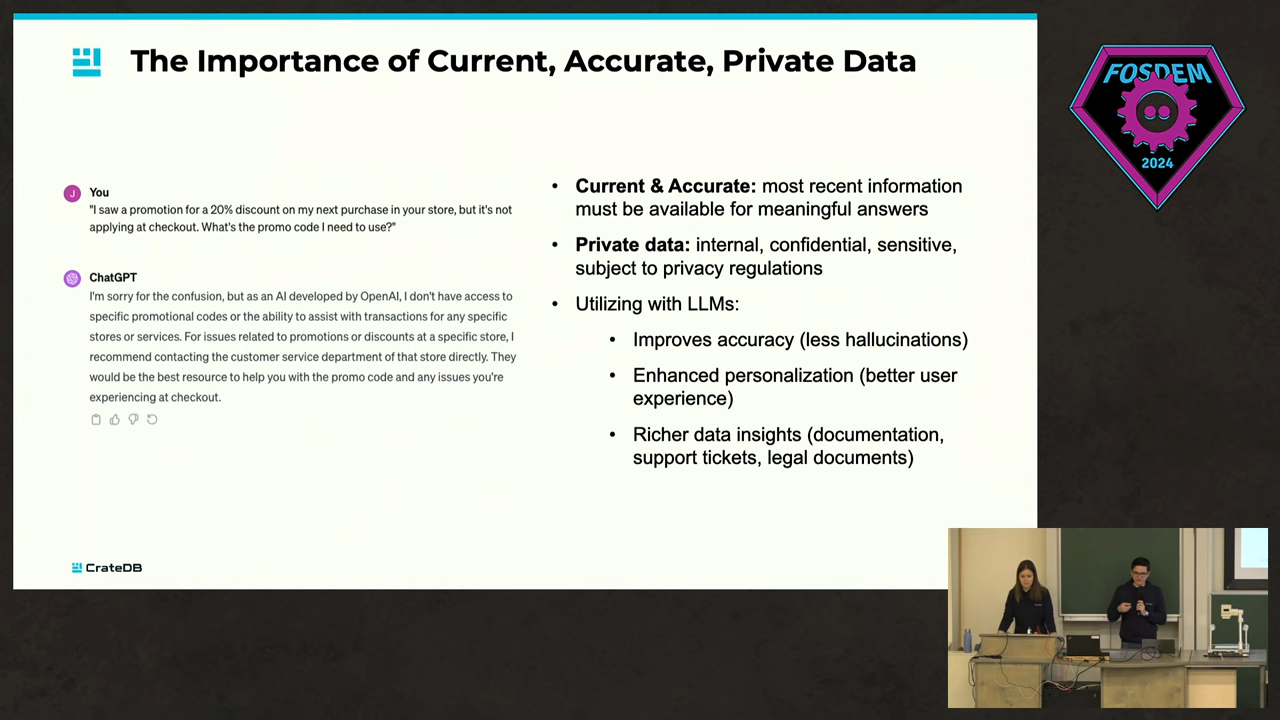 The Importance of Current, Accurate, Private Data
J
You
"I saw a promotion for a 20% discount on my next purchase in your store, but it's not
applying at checkout. What's the promo code I need to use?"
ChatGPT
I'm sorry for the confusion, but as an AI developed by OpenAI, I don't have access to
specific promotional codes or the ability to assist with transactions for any specific
stores or services. For issues related to promotions or discounts at a specific store, I
recommend contacting the customer service department of that store directly. They
would be the best resource to help you with the promo code and any issues you're
experiencing at checkout.
• Current & Accurate: most recent information
must be available for meaningful answers
• Private data: internal, confidential, sensitive,
subject to privacy regulations
• Utilizing with LLMs:
• Improves accuracy (less hallucinations)
• Enhanced personalization (better user
experience)
• Richer data insights (documentation,
support tickets, legal documents)
CrateDB
FOSDEM
2024